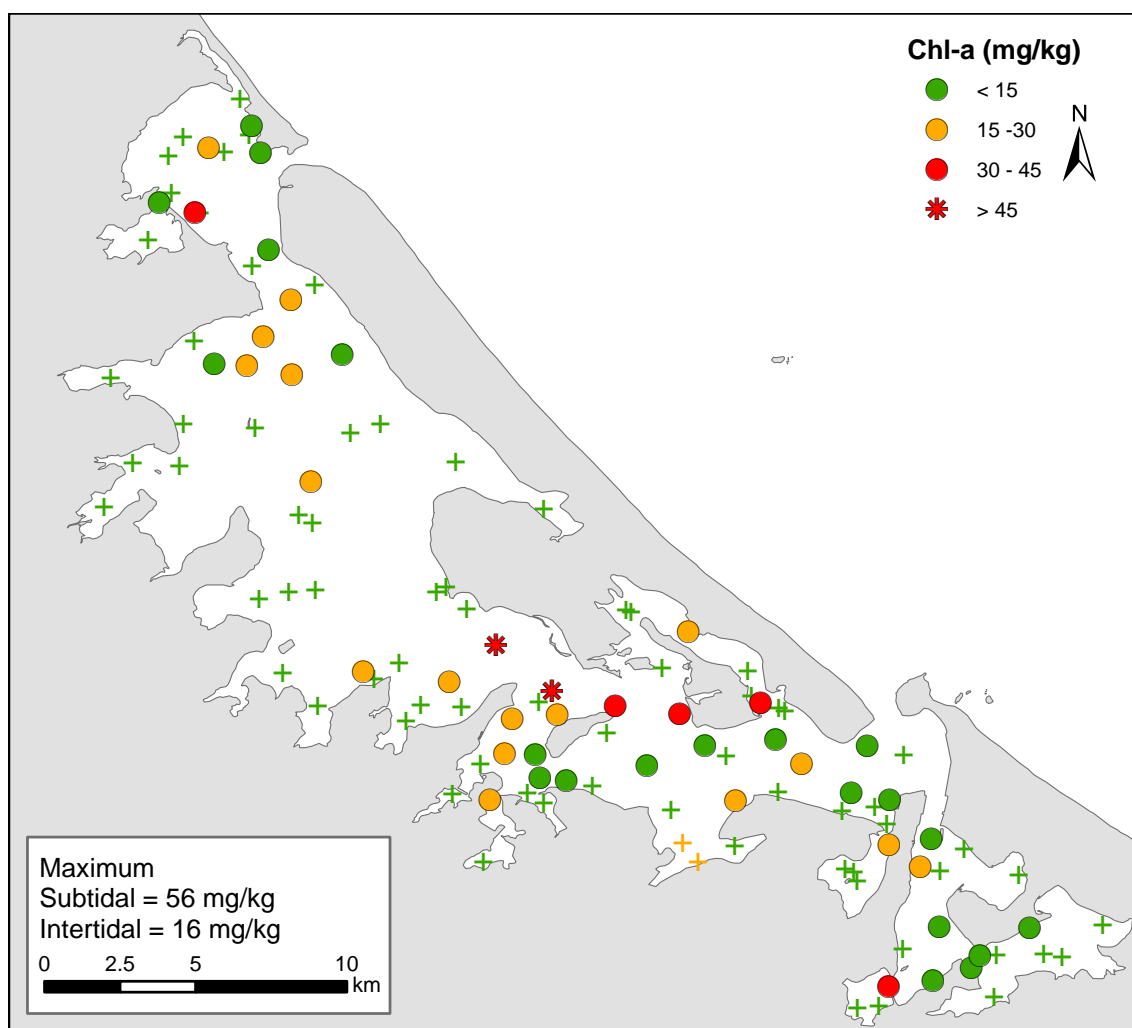 Chl-a (mg/kg)
< 15
15 -30
30 - 45
> 45
N
Maximum
Subtidal = 56 mg/kg
Intertidal = 16 mg/kg
0 2.5 5 10
km